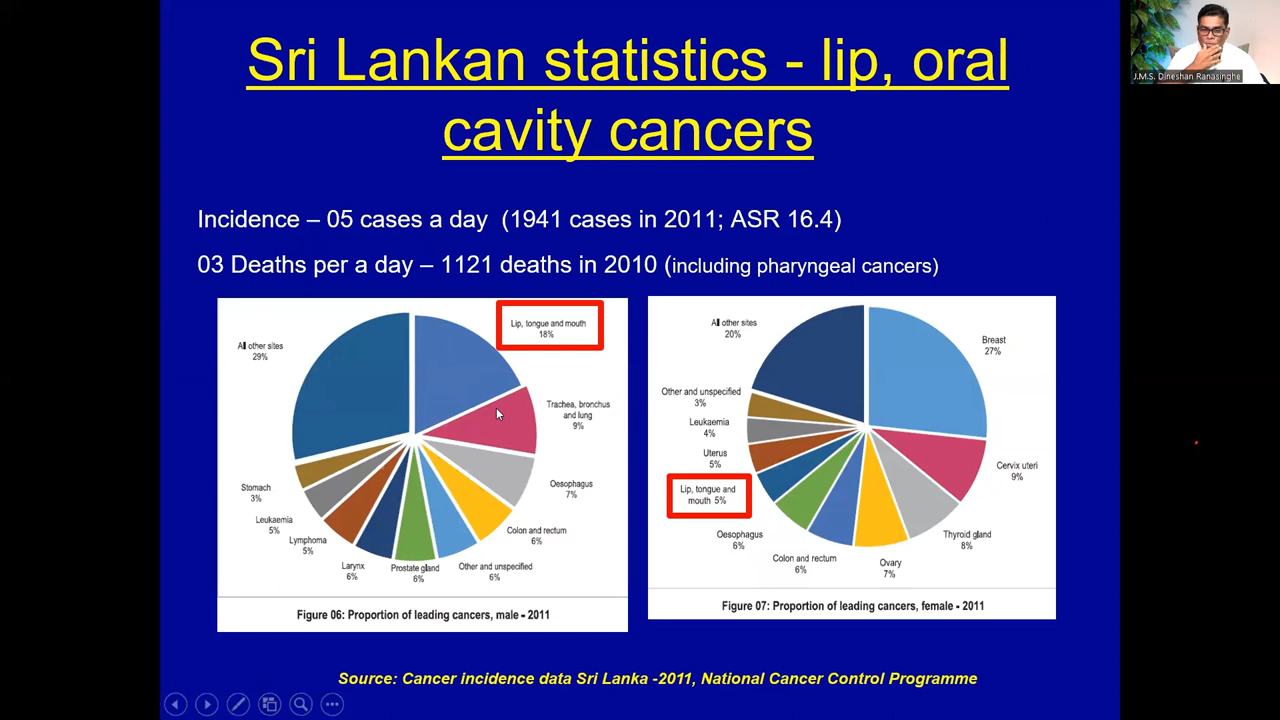 Sri Lankan statistics - lip, oral
cavity cancers
J.M.S. Dineshan Ranasinghe
Incidence – 05 cases a day (1941 cases in 2011; ASR 16.4)
03 Deaths per a day – 1121 deaths in 2010 (including pharyngeal cancers)
Lip, tongue and mouth
18%
Trachea, bronchus
and lung
9%
Oesophagus
7%
Colon and rectum
6%
Other and unspecified
6%
Prostate gland
6%
Larynx
6%
Lymphoma
5%
Leukaemia
5%
Stomach
3%
All other sites
29%
Figure 06: Proportion of leading cancers, male - 2011
Breast
27%
Cervix uteri
9%
Thyroid gland
8%
Ovary
7%
Colon and rectum
6%
Oesophagus
6%
Lip, tongue and
mouth 5%
Uterus
5%
Leukaemia
4%
Other and unspecified
3%
All other sites
20%
Figure 07: Proportion of leading cancers, female - 2011
Source: Cancer incidence data Sri Lanka -2011, National Cancer Control Programme